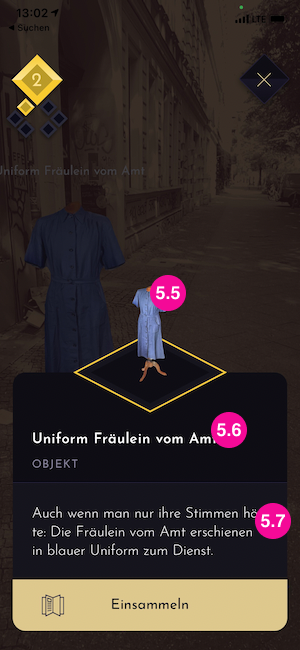 13:02
LTE
Suchen
2
Uniform Fräulein vom Amt
5.5
5.6
Uniform Fräulein vom Am
OBJEKT
5.7
Auch wenn man nur ihre Stimmen hö
te: Die Fräulein vom Amt erschienen
in blauer Uniform zum Dienst.
Einsammeln